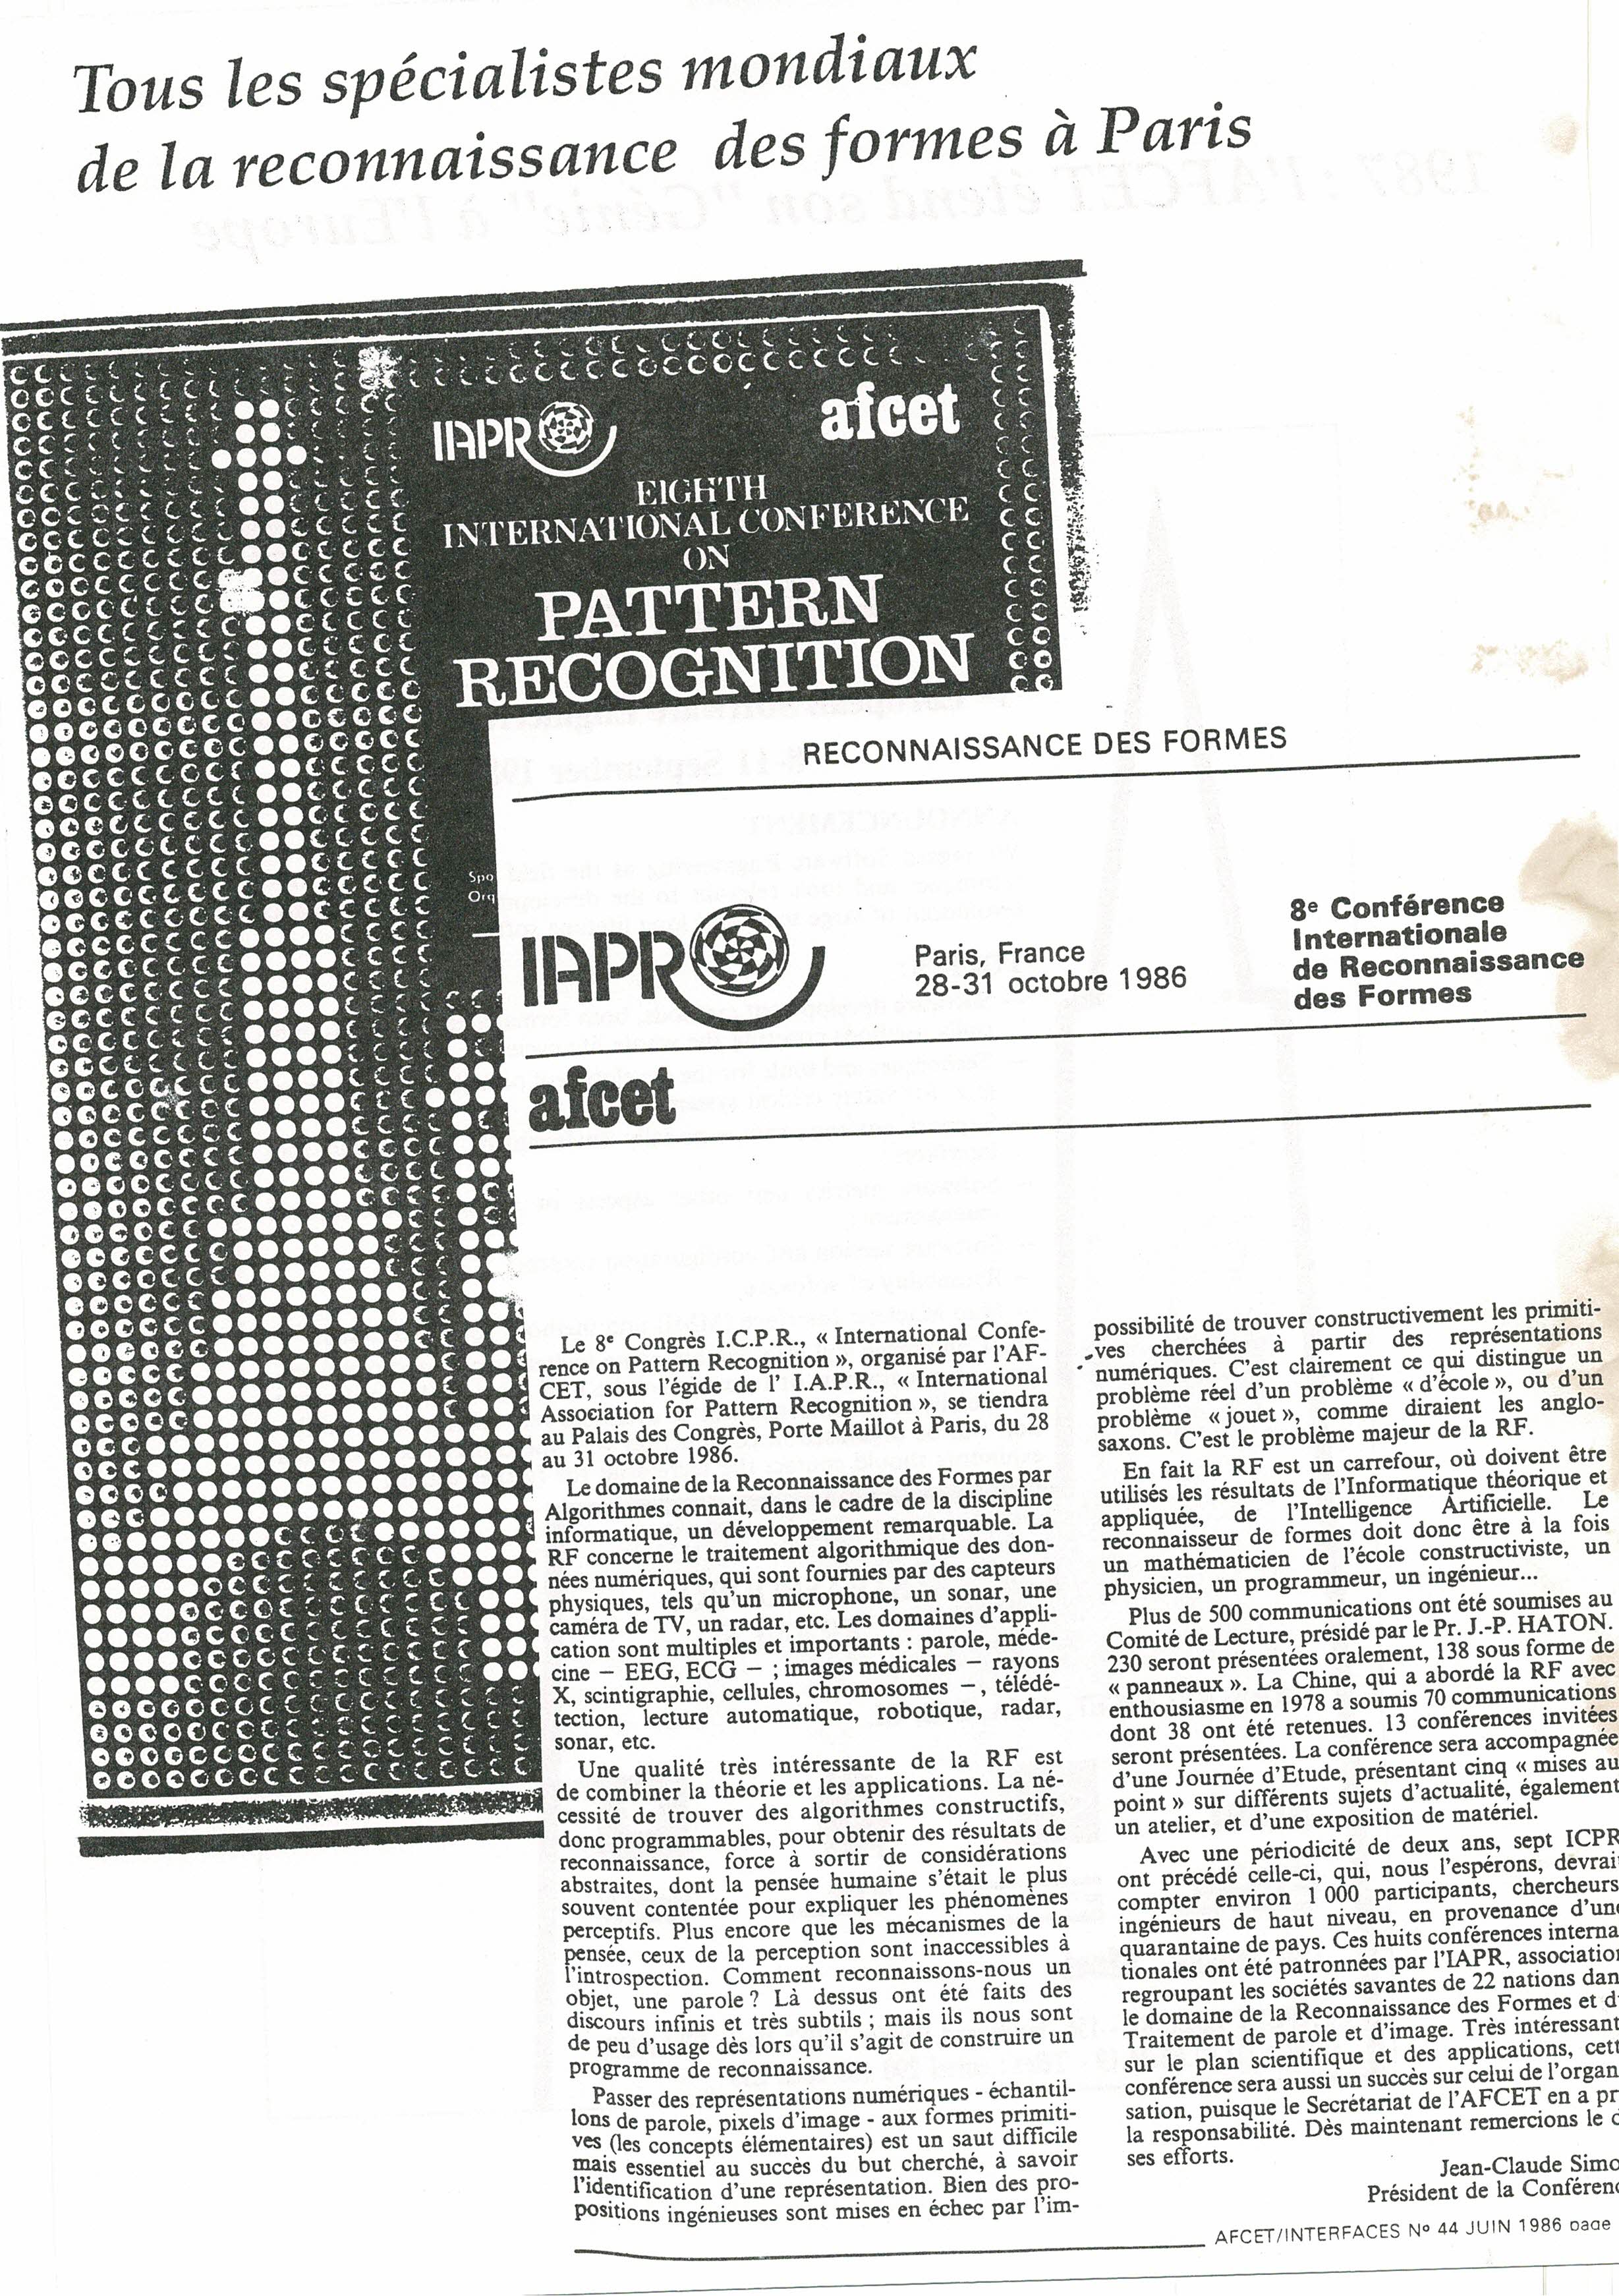 Tous les spécialistes mondiaux
de la reconnaissance des formes à Paris
IAPR
afcet
EIGHTH
INTERNATIONAL CONFERENCE
ON
PATTERN
RECOGNITION
RECONNAISSANCE DES FORMES
Spo
Org
IAPR
Paris, France
28-31 octobre 1986
8e Conférence
Internationale
de Reconnaissance
des Formes
afcet
Le 8e Congrès I.C.P.R., « International Confe-
rence on Pattern Recognition », organisé par l'AF-
CET, sous l'égide de l' I.A.P.R., « International
Association for Pattern Recognition », se tiendra
au Palais des Congrès, Porte Maillot à Paris, du 28
au 31 octobre 1986.
Le domaine de la Reconnaissance des Formes par
Algorithmes connait, dans le cadre de la discipline
informatique, un développement remarquable. La
RF concerne le traitement algorithmique des don-
nées numériques, qui sont fournies par des capteurs
physiques, tels qu'un microphone, un sonar, une
caméra de TV, un radar, etc. Les domaines d'appli-
cation sont multiples et importants : parole, méde-
cine – EEG, ECG – ; images médicales – rayons
X, scintigraphie, cellules, chromosomes –, télédé-
tection, lecture automatique, robotique, radar,
sonar, etc.
Une qualité très intéressante de la RF est
de combiner la théorie et les applications. La né-
cessité de trouver des algorithmes constructifs,
donc programmables, pour obtenir des résultats de
reconnaissance, force à sortir de considérations
abstraites, dont la pensée humaine s'était le plus
souvent contentée pour expliquer les phénomènes
perceptifs. Plus encore que les mécanismes de la
pensée, ceux de la perception sont inaccessibles à
l'introspection. Comment reconnaissons-nous un
objet, une parole ? Là dessus ont été faits des
discours infinis et très subtils ; mais ils nous sont
de peu d'usage dès lors qu'il s'agit de construire un
programme de reconnaissance.
Passer des représentations numériques - échantil-
lons de parole, pixels d'image - aux formes primiti-
ves (les concepts élémentaires) est un saut difficile
mais essentiel au succès du but cherché, à savoir
l'identification d'une représentation. Bien des pro-
positions ingénieuses sont mises en échec par l'im-
possibilité de trouver constructivement les primiti-
ves cherchées à partir des représentations
numériques. C'est clairement ce qui distingue un
problème réel d'un problème « d'école », ou d'un
problème « jouet », comme diraient les anglo-
saxons. C'est le problème majeur de la RF.
En fait la RF est un carrefour, où doivent être
utilisés les résultats de l'Informatique théorique et
appliquée, de l'Intelligence Artificielle. Le
reconnaisseur de formes doit donc être à la fois
un mathématicien de l'école constructiviste, un
physicien, un programmeur, un ingénieur...
Plus de 500 communications ont été soumises au
Comité de Lecture, présidé par le Pr. J.-P. HATON.
230 seront présentées oralement, 138 sous forme de
« panneaux ». La Chine, qui a abordé la RF avec
enthousiasme en 1978 a soumis 70 communications
dont 38 ont été retenues. 13 conférences invitées
seront présentées. La conférence sera accompagnée
d'une Journée d'Etude, présentant cinq « mises au
point » sur différents sujets d'actualité, également
un atelier, et d'une exposition de matériel.
Avec une périodicité de deux ans, sept ICPR
ont précédé celle-ci, qui, nous l'espérons, devrai
compter environ 1 000 participants, chercheurs
ingénieurs de haut niveau, en provenance d'une
quarantaine de pays. Ces huits conférences interna
tionales ont été patronnées par l'IAPR, association
regroupant les sociétés savantes de 22 nations dan
le domaine de la Reconnaissance des Formes et d
Traitement de parole et d'image. Très intéressant
sur le plan scientifique et des applications, cett
conférence sera aussi un succès sur celui de l'organ
sation, puisque le Secrétariat de l'AFCET en a pr
la responsabilité. Dès maintenant remercions le d
ses efforts.
Jean-Claude Simo
Président de la Conférenc
AFCET/INTERFACES Nº 44 JUIN 1986 page